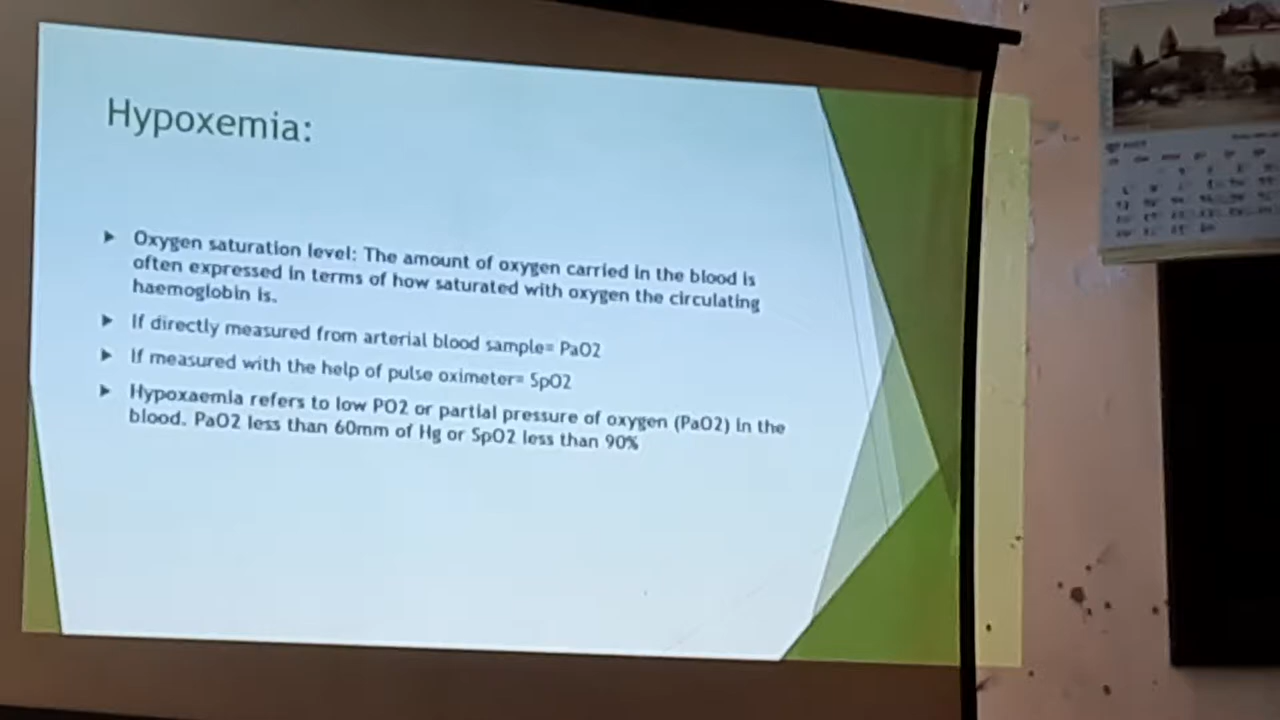 Hypoxemia:
Oxygen saturation level: The amount of oxygen carried in the blood is
often expressed in terms of how saturated with oxygen the circulating
haemoglobin is.
If directly measured from arterial blood sample= PaO2
If measured with the help of pulse oximeter= SpO2
Hypoxaemia refers to low PO2 or partial pressure of oxygen (PaO2) in the
blood. PaO2 less than 60mm of Hg or SpO2 less than 90%